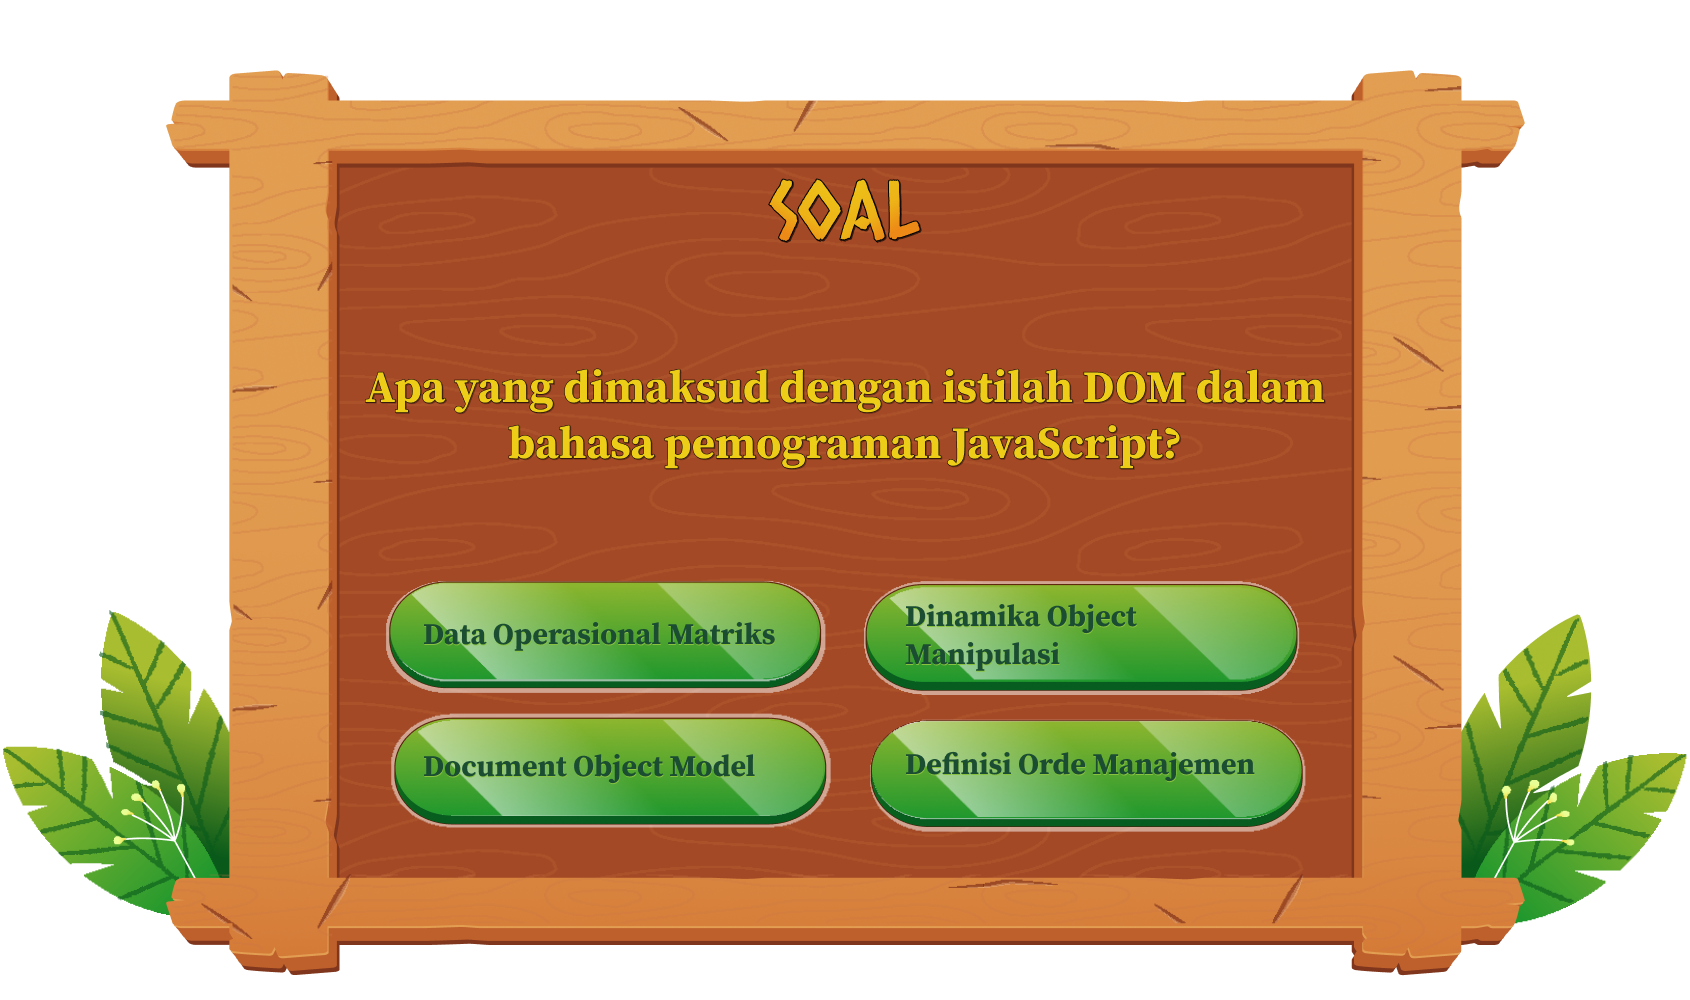 SOAL
Apa yang dimaksud dengan istilah DOM dalam
bahasa pemograman JavaScript?
Data Operasional Matriks
Dinamika Object
Manipulasi
Document Object Model
Definisi Orde Manajemen